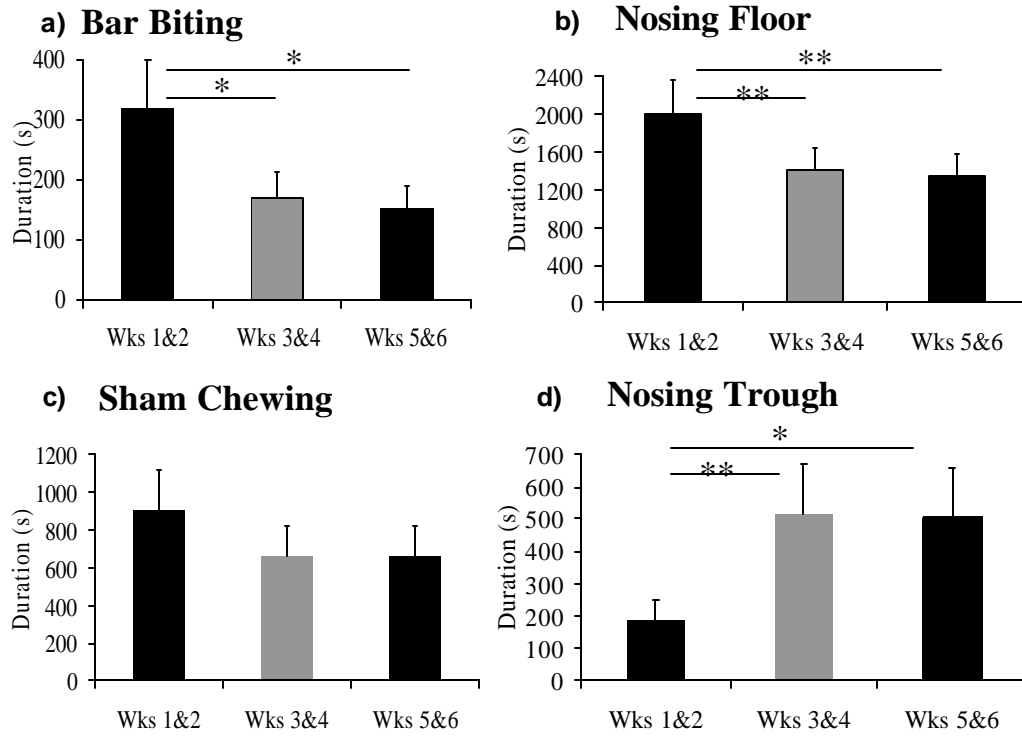 a) Bar Biting
Duration (s)
400
300
200
100
0
*
*
Wks 1&2 Wks 3&4 Wks 5&6
b) Nosing Floor
Duration (s)
2400
2000
1600
1200
800
400
0
**
**
Wks 1&2 Wks 3&4 Wks 5&6
c) Sham Chewing
Duration (s)
1200
1000
800
600
400
200
0
Wks 1&2 Wks 3&4 Wks 5&6
d) Nosing Trough
Duration (s)
700
600
500
400
300
200
100
0
*
**
Wks 1&2 Wks 3&4 Wks 5&6